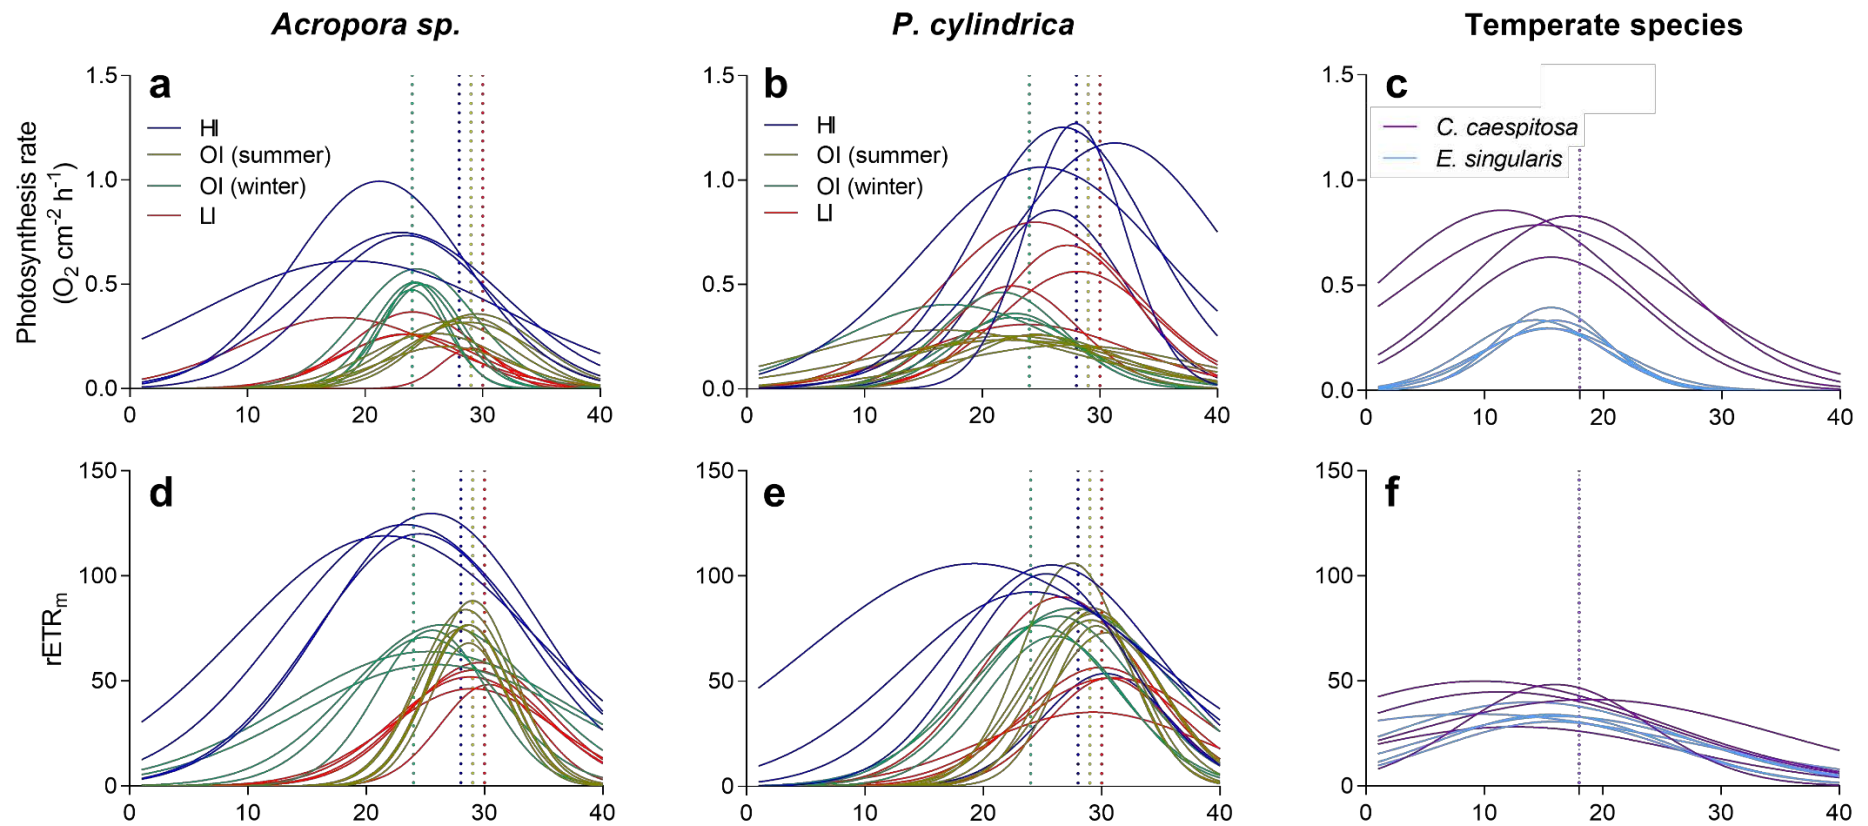 Acropora sp.
P. cylindrica
Temperate species
Photosynthesis rate
(O₂ cm⁻² h⁻¹)
1.5
1.0
0.5
0.0
a
HI
OI (summer)
OI (winter)
LI
0 10 20 30 40
1.5
1.0
0.5
0.0
b
HI
OI (summer)
OI (winter)
LI
0 10 20 30 40
1.5
1.0
0.5
0.0
c
C. caespitosa
E. singularis
0 10 20 30 40
rETRₘ
150
100
50
0
d
0 10 20 30 40
150
100
50
0
e
0 10 20 30 40
150
100
50
0
f
0 10 20 30 40